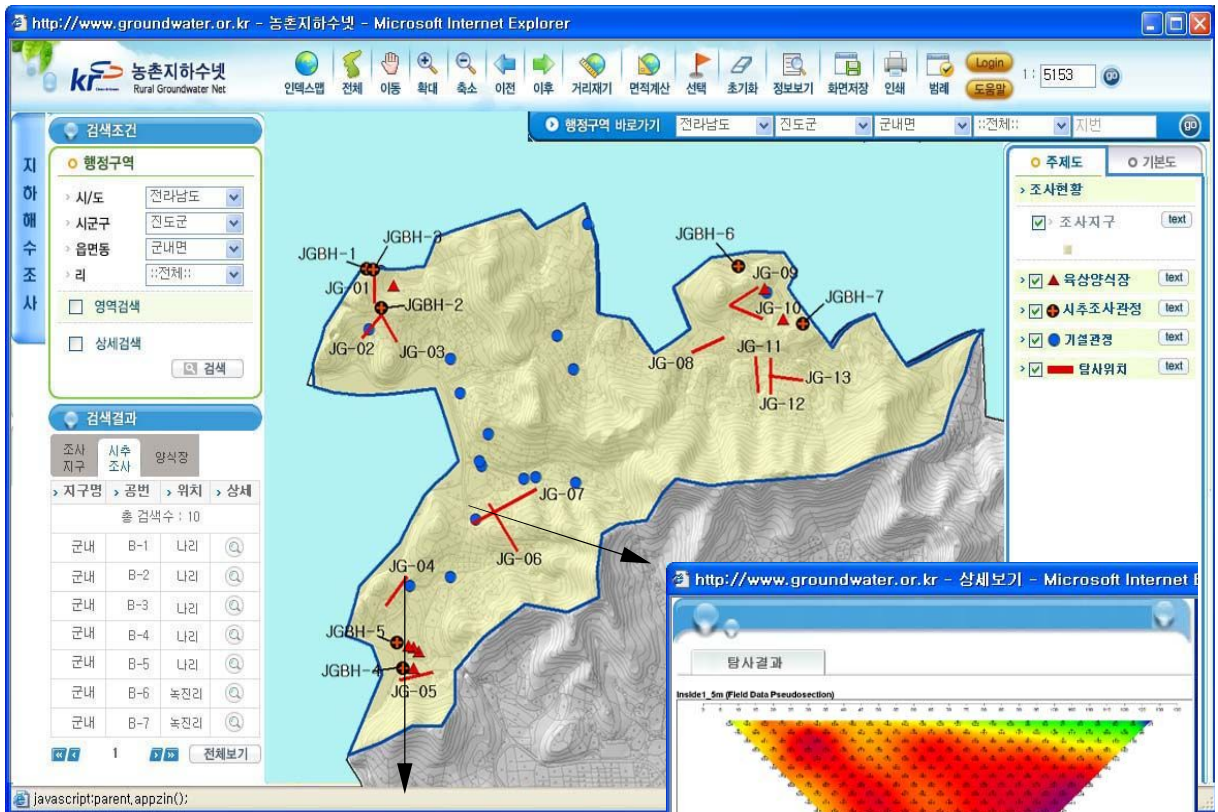 http://www.groundwater.or.kr - 농촌지하수넷 - Microsoft Internet Explorer
농촌지하수넷
Rural Groundwater Net
인덱스맵 전체 이동 확대 축소 이전 이후 거리재기 면적계산 선택 초기화 정보보기 화면저장 인쇄 범례
Login
도움말
1 : 5153 go
행정구역 바로가기 전라남도 진도군 군내면 ::전체:: 지번 go
지하해수조사
검색조건
행정구역
시/도 전라남도
시군구 진도군
읍면동 군내면
리 ::전체::
영역검색
상세검색
검색
검색결과
조사지구 시추조사 양식장
지구명 공번 위치 상세
총 검색수 : 10
군내 B-1 나리
군내 B-2 나리
군내 B-3 나리
군내 B-4 나리
군내 B-5 나리
군내 B-6 녹진리
군내 B-7 녹진리
1 전체보기
JGBH-3
JGBH-1
JG-01
JGBH-2
JG-02
JG-03
JGBH-6
JG-09
JG-10
JGBH-7
JG-08
JG-11
JG-13
JG-12
JG-07
JG-06
JG-04
JGBH-5
JGBH-4
JG-05
주제도 기본도
조사현황
조사지구 text
육상양식장 text
시추조사관정 text
기설관정 text
탐사위치 text
http://www.groundwater.or.kr - 상세보기 - Microsoft Internet
탐사결과
Inside1_5m (Field Data Pseudosection)
javascript:parent,appzin();